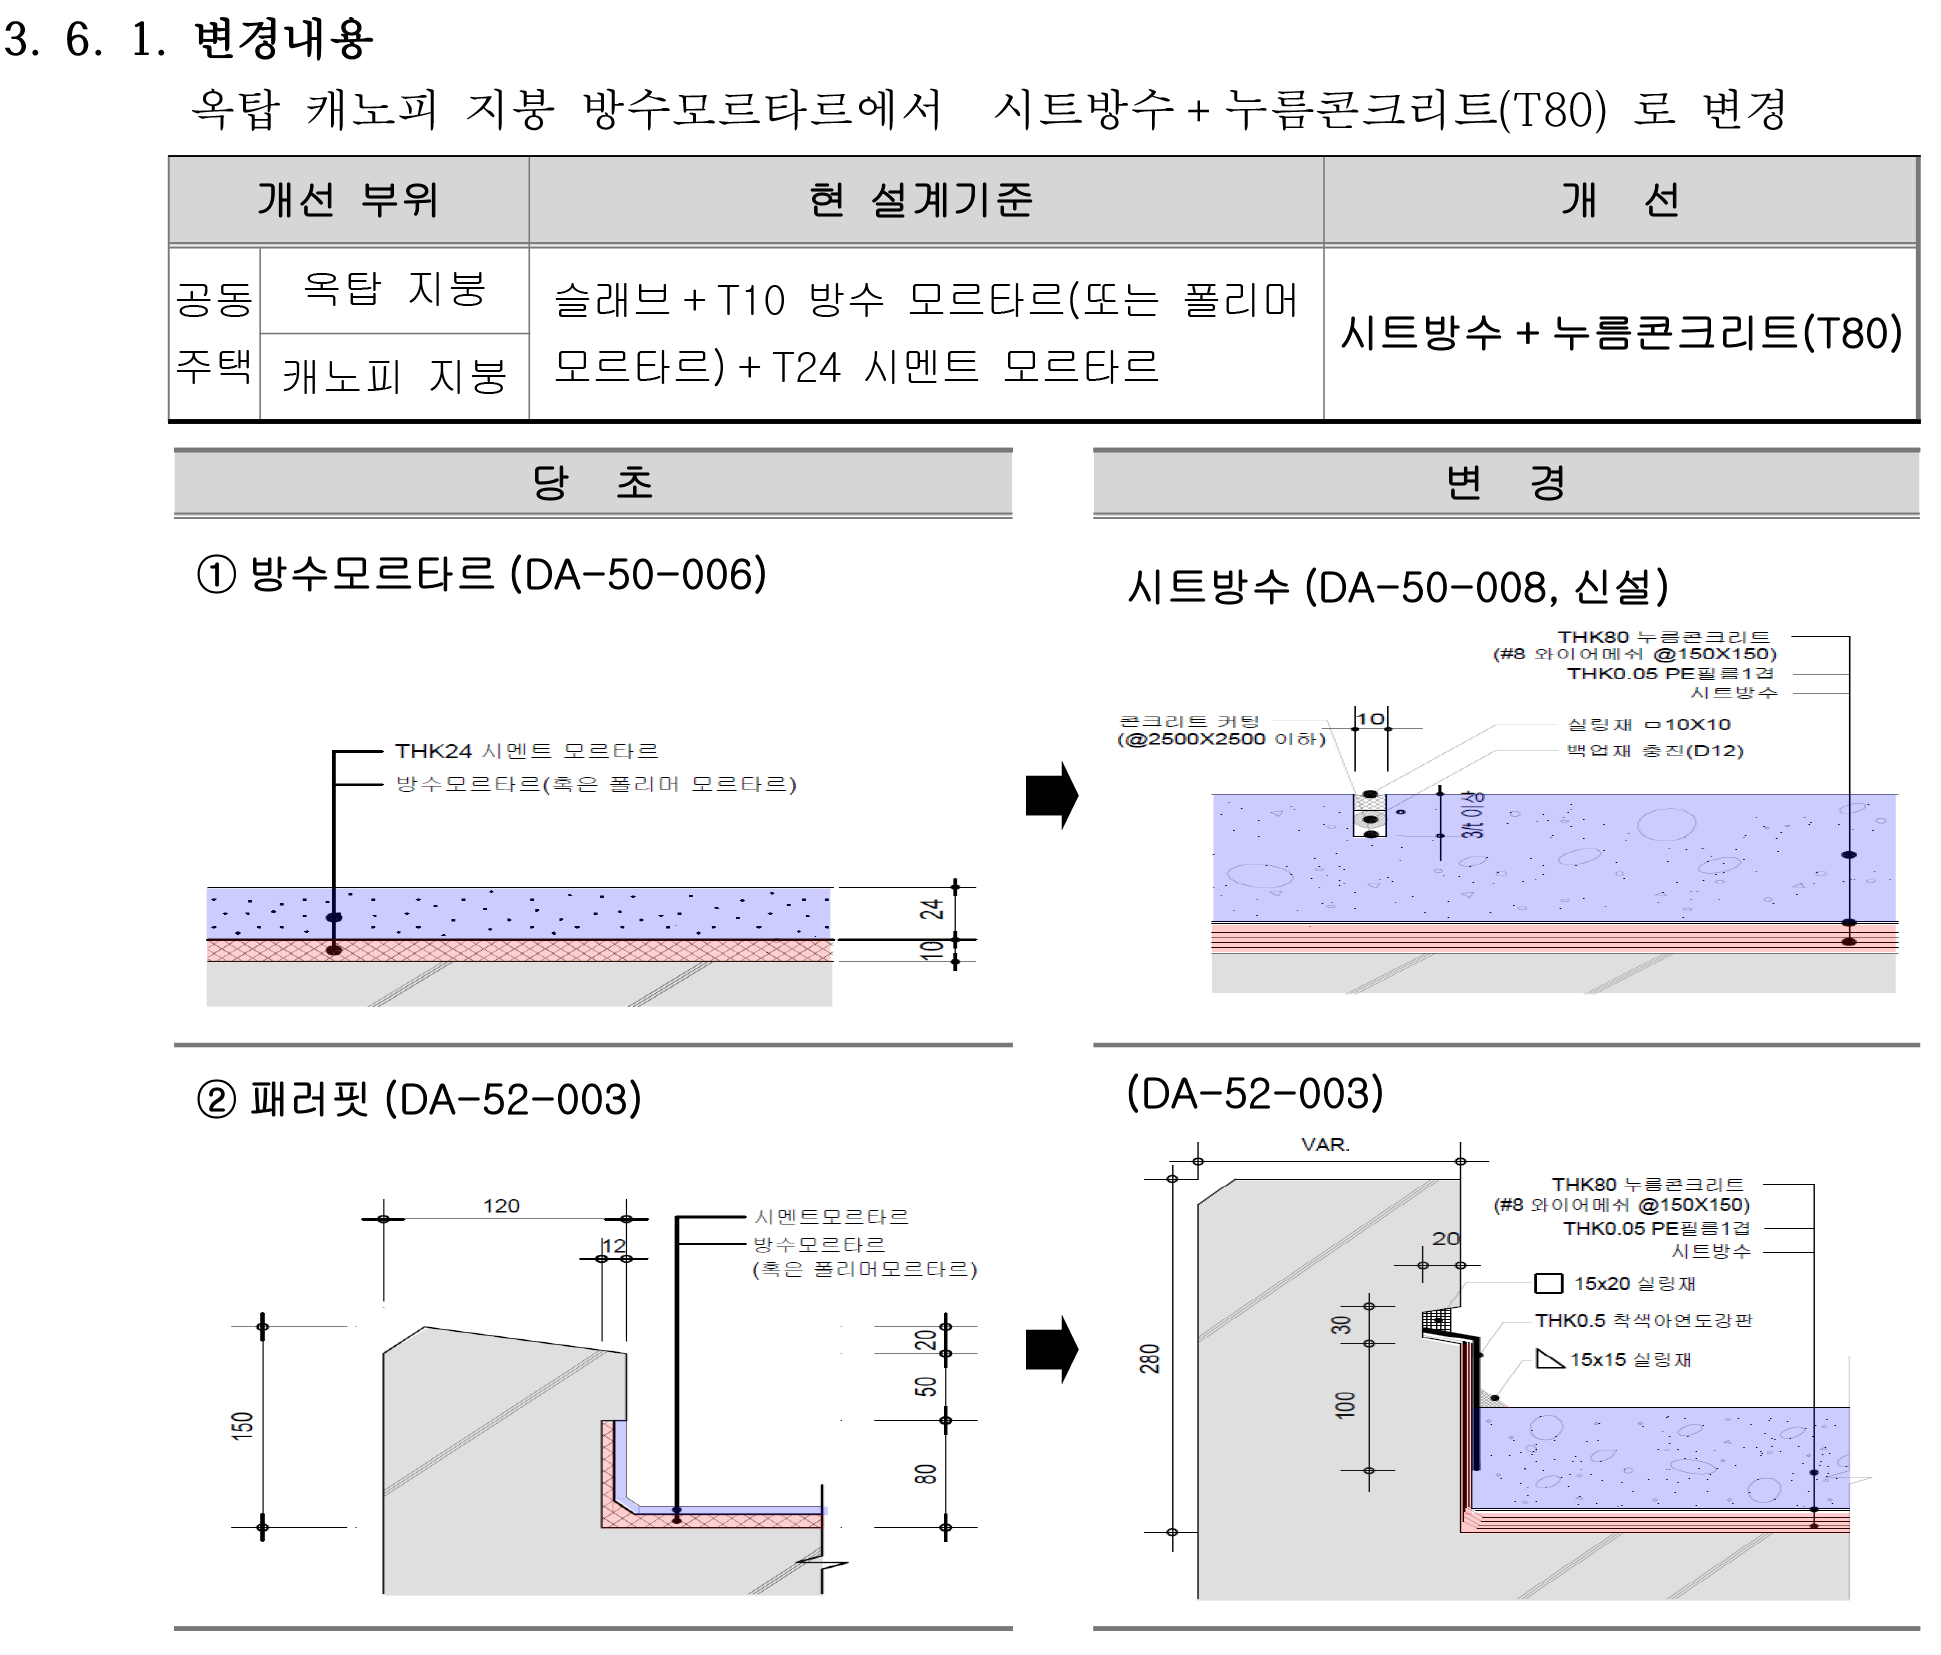 3. 6. 1. 변경내용
옥탑 캐노피 지붕 방수모르타르에서 시트방수+누름콘크리트(T80) 로 변경
개선 부위 현 설계기준 개 선
공동주택 옥탑 지붕 캐노피 지붕
슬래브+T10 방수 모르타르(또는 폴리머
모르타르)+T24 시멘트 모르타르
시트방수+누름콘크리트(T80)
당 초
① 방수모르타르 (DA-50-006)
THK24 시멘트 모르타르
방수모르타르(혹은 폴리머 모르타르)
24
10
변 경
시트방수 (DA-50-008, 신설)
THK80 누름콘크리트
(#8 와이어메쉬 @150X150)
THK0.05 PE필름1겹
시트방수
콘크리트 커팅
(@2500X2500 이하)
10
실링재 ㅁ10X10
백업재 충진(D12)
3/t 이상
② 패러핏 (DA-52-003)
120
12
시멘트모르타르
방수모르타르
(혹은 폴리머모르타르)
150
20
50
80
(DA-52-003)
VAR.
THK80 누름콘크리트
(#8 와이어메쉬 @150X150)
THK0.05 PE필름1겹
시트방수
20
15x20 실링재
THK0.5 착색아연도강판
15x15 실링재
30
100
280